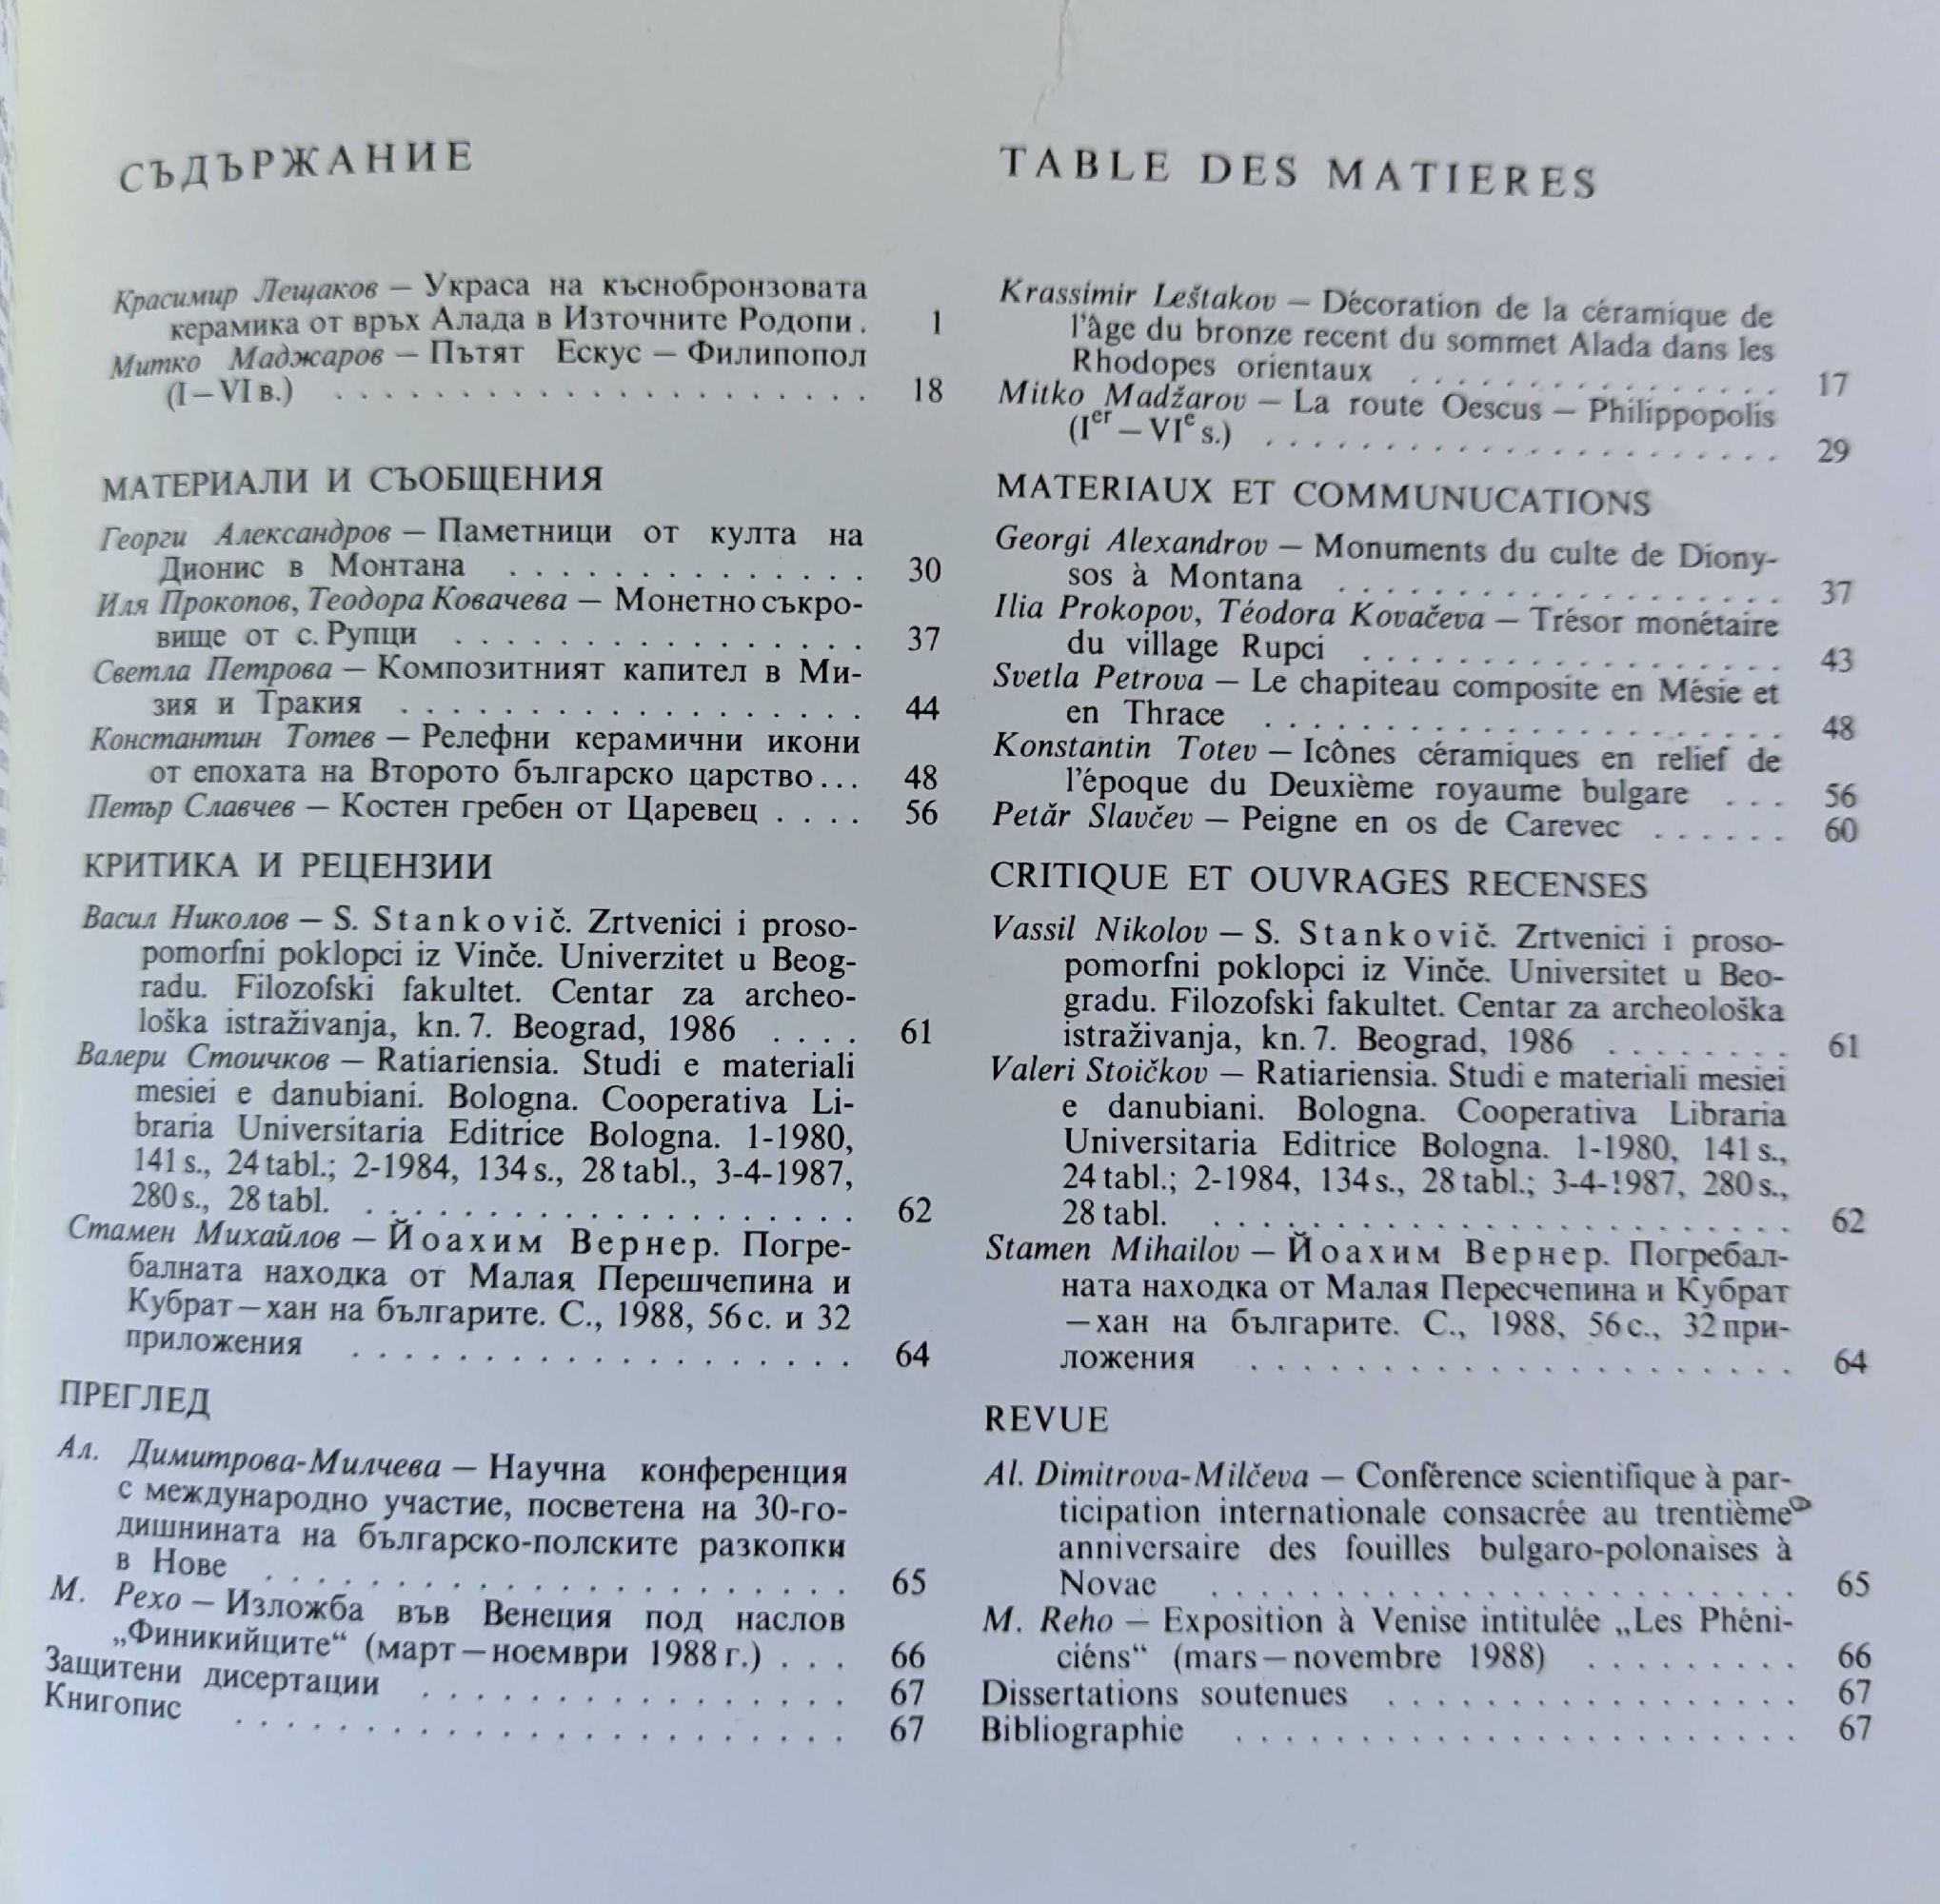 СЪДЪРЖАНИЕ
Красимир Лещаков — Украса на къснобронзовата
керамика от връх Алада в Източните Родопи . 1
Митко Маджаров — Пътят Ескус — Филипопол
(I — VI в.) . . . . . . . . . . . . . . . . . . 18
МАТЕРИАЛИ И СЪОБЩЕНИЯ
Георги Александров — Паметници от култа на
Дионис в Монтана . . . . . . . . . . . . . 30
Иля Прокопов, Теодора Ковачева — Монетно съкро-
вище от с. Рупци . . . . . . . . . . . . . . . 37
Светла Петрова — Композитният капител в Ми-
зия и Тракия . . . . . . . . . . . . . . . . 44
Константин Тотев — Релефни керамични икони
от епохата на Второто българско царство . . . 48
Петър Славчев — Костен гребен от Царевец . . . . 56
КРИТИКА И РЕЦЕНЗИИ
Васил Николов — S. Stankovič. Zrtvenici i proso-
pomorfni poklopci iz Vinče. Univerzitet u Beog-
radu. Filozofski fakultet. Centar za archeo-
loška istraživanja, kn. 7. Beograd, 1986 . . . . 61
Валери Стоичков — Ratiariensia. Studi e materiali
mesiei e danubiani. Bologna. Cooperativa Li-
braria Universitaria Editrice Bologna. 1-1980,
141 s., 24 tabl.; 2-1984, 134 s., 28 tabl., 3-4-1987,
280 s., 28 tabl. . . . . . . . . . . . . . . . . . 62
Стамен Михайлов — Йоахим Вернер. Погре-
балната находка от Малая Перешчепина и
Кубрат — хан на българите. С., 1988, 56 с. и 32
приложения . . . . . . . . . . . . . . . . . . 64
ПРЕГЛЕД
Ал. Димитрова-Милчева — Научна конференция
с международно участие, посветена на 30-го-
дишнината на българско-полските разкопки
в Нове . . . . . . . . . . . . . . . . . . . . 65
М. Рехо — Изложба във Венеция под наслов
„Финикийците“ (март — ноември 1988 г.) . . . 66
Защитени дисертации . . . . . . . . . . . . . . . 67
Книгопис . . . . . . . . . . . . . . . . . . . . . 67
TABLE DES MATIERES
Krassimir Leštakov — Décoration de la céramique de
l'âge du bronze recent du sommet Alada dans les
Rhodopes orientaux . . . . . . . . . . . . . . 17
Mitko Madžarov — La route Oescus — Philippopolis
(Ier — VIe s.) . . . . . . . . . . . . . . . . . . 29
MATERIAUX ET COMMUNUCATIONS
Georgi Alexandrov — Monuments du culte de Diony-
sos à Montana . . . . . . . . . . . . . . . . . 37
Ilia Prokopov, Téodora Kovačeva — Trésor monétaire
du village Rupci . . . . . . . . . . . . . . . . 43
Svetla Petrova — Le chapiteau composite en Mésie et
en Thrace . . . . . . . . . . . . . . . . . . . 48
Konstantin Totev — Icônes céramiques en relief de
l'époque du Deuxième royaume bulgare . . . 56
Petăr Slavčev — Peigne en os de Carevec . . . . . . 60
CRITIQUE ET OUVRAGES RECENSES
Vassil Nikolov — S. Stankovič. Zrtvenici i proso-
pomorfni poklopci iz Vinče. Universitet u Beo-
gradu. Filozofski fakultet. Centar za archeološka
istraživanja, kn. 7. Beograd, 1986 . . . . . . . . 61
Valeri Stoičkov — Ratiariensia. Studi e materiali mesiei
e danubiani. Bologna. Cooperativa Libraria
Universitaria Editrice Bologna. 1-1980, 141 s.,
24 tabl.; 2-1984, 134 s., 28 tabl.; 3-4-1987, 280 s.,
28 tabl. . . . . . . . . . . . . . . . . . . . . . 62
Stamen Mihailov — Йоахим Вернер. Погребал-
ната находка от Малая Пересчепина и Кубрат
— хан на българите. С., 1988, 56 с., 32 при-
ложения . . . . . . . . . . . . . . . . . . . . 64
REVUE
Al. Dimitrova-Milčeva — Conférence scientifique à par-
ticipation internationale consacrée au trentième
anniversaire des fouilles bulgaro-polonaises à
Novae . . . . . . . . . . . . . . . . . . . . . 65
M. Reho — Exposition à Venise intitulée „Les Phéni-
ciéns“ (mars — novembre 1988) . . . . . . . . . 66
Dissertations soutenues . . . . . . . . . . . . . . . 67
Bibliographie . . . . . . . . . . . . . . . . . . . . 67